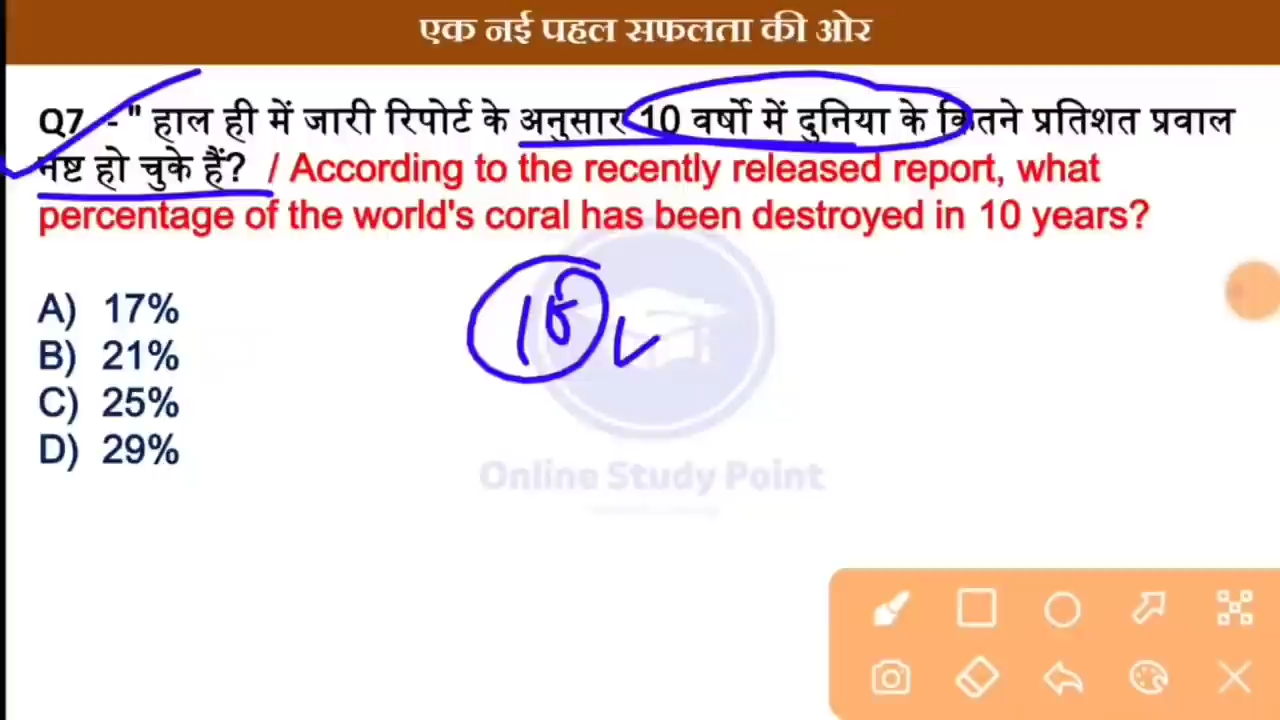 एक नई पहल सफलता की ओर
Q7 - " हाल ही में जारी रिपोर्ट के अनुसार 10 वर्षो में दुनिया के कितने प्रतिशत प्रवाल
नष्ट हो चुके हैं? / According to the recently released report, what
percentage of the world's coral has been destroyed in 10 years?
A) 17%
B) 21%
C) 25%
D) 29%
Online Study Point